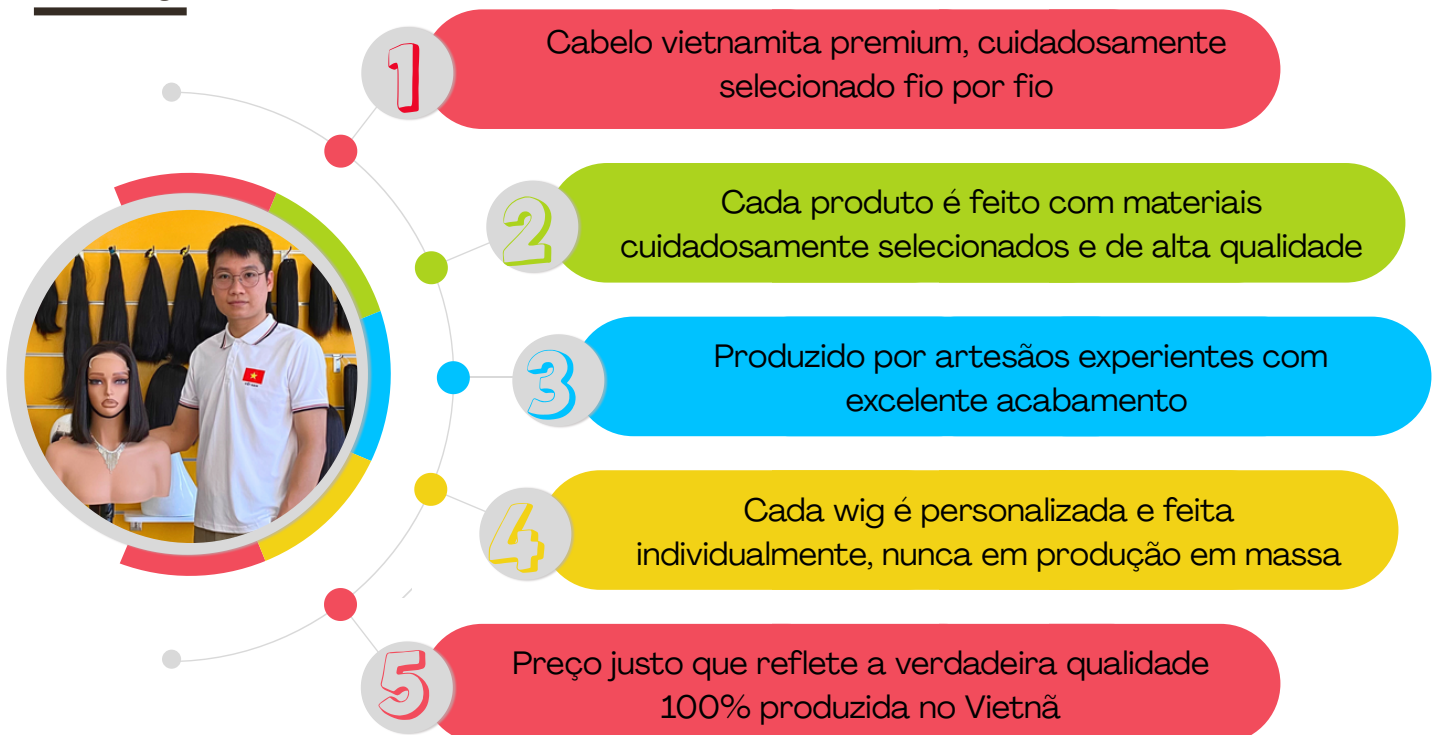 1
Cabelo vietnamita premium, cuidadosamente
selecionado fio por fio
2
Cada produto é feito com materiais
cuidadosamente selecionados e de alta qualidade
3
Produzido por artesãos experientes com
excelente acabamento
4
Cada wig é personalizada e feita
individualmente, nunca em produção em massa
5
Preço justo que reflete a verdadeira qualidade
100% produzida no Vietnã